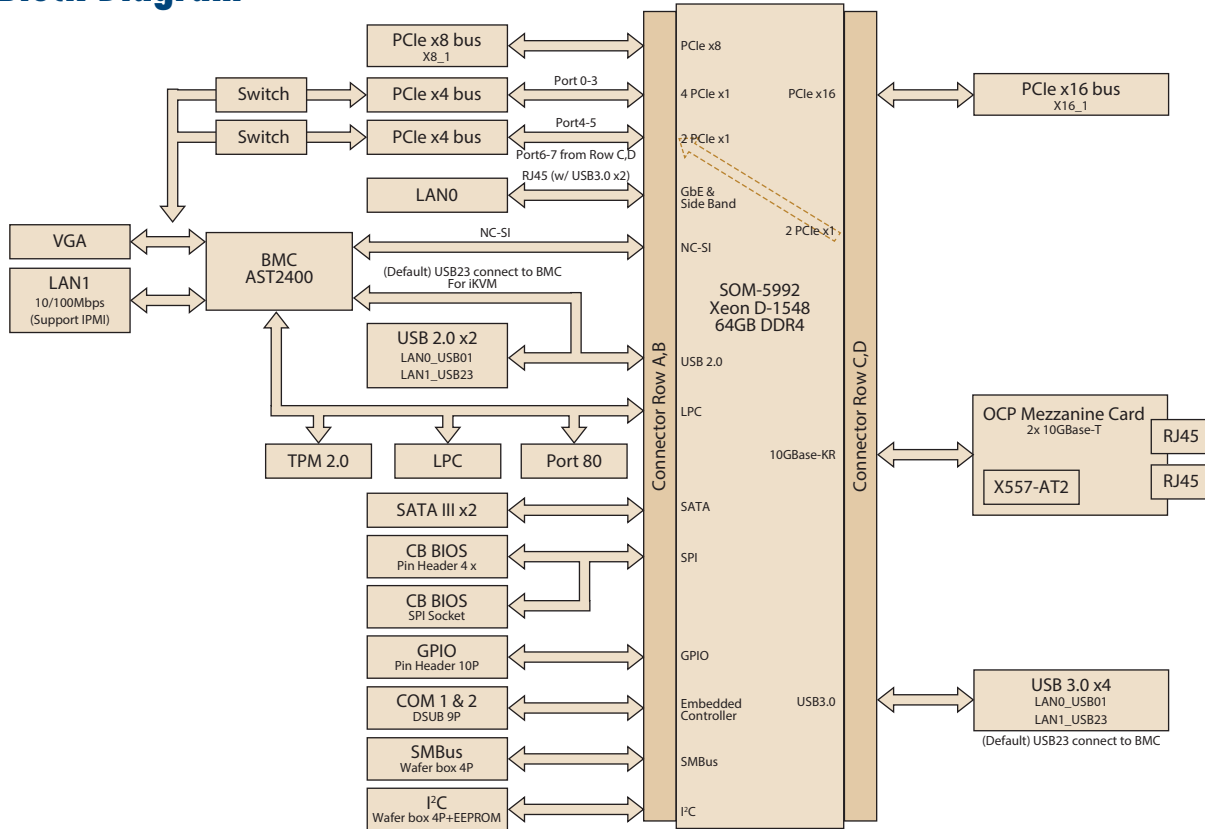 PCIe x8 bus
X8_1
PCIe x8
Switch
PCIe x4 bus
Port 0-3
4 PCIe x1
PCIe x16
PCIe x16 bus
X16_1
Switch
PCIe x4 bus
Port4-5
2 PCIe x1
Port6-7 from Row C,D
RJ45 (w/ USB3.0 x2)
LAN0
GbE &
Side Band
2 PCIe x1
VGA
BMC
AST2400
NC-SI
NC-SI
LAN1
10/100Mbps
(Support IPMI)
(Default) USB23 connect to BMC
For iKVM
SOM-5992
Xeon D-1548
64GB DDR4
USB 2.0 x2
LAN0_USB01
LAN1_USB23
USB 2.0
Connector Row A,B
Connector Row C,D
LPC
TPM 2.0
LPC
Port 80
10GBase-KR
OCP Mezzanine Card
2x 10GBase-T
RJ45
X557-AT2
RJ45
SATA III x2
SATA
CB BIOS
Pin Header 4 x
SPI
CB BIOS
SPI Socket
GPIO
Pin Header 10P
GPIO
COM 1 & 2
DSUB 9P
Embedded
Controller
USB3.0
USB 3.0 x4
LAN0_USB01
LAN1_USB23
(Default) USB23 connect to BMC
SMBus
Wafer box 4P
SMBus
I²C
Wafer box 4P+EEPROM
I²C